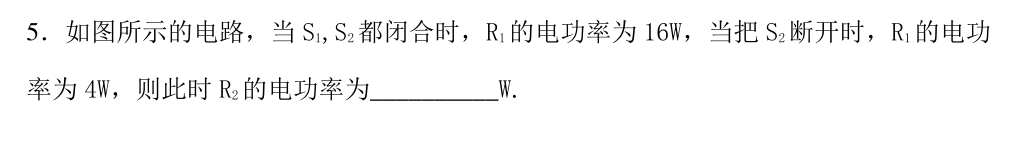 5．如图所示的电路，当 S₁,S₂都闭合时，R₁的电功率为 16W，当把 S₂断开时，R₁的电功
率为 4W，则此时 R₂的电功率为__________W.